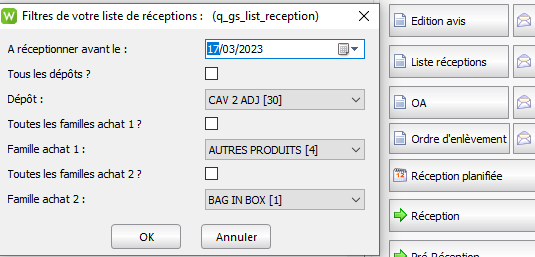 Filtres de votre liste de réceptions : (q_gs_list_reception)
A réceptionner avant le : 17/03/2023
Tous les dépôts ?
Dépôt : CAV 2 ADJ [30]
Toutes les familles achat 1 ?
Famille achat 1 : AUTRES PRODUITS [4]
Toutes les familles achat 2 ?
Famille achat 2 : BAG IN BOX [1]
OK Annuler
Edition avis
Liste réceptions
OA
Ordre d'enlèvement
12 Réception planifiée
Réception
Pré Réception